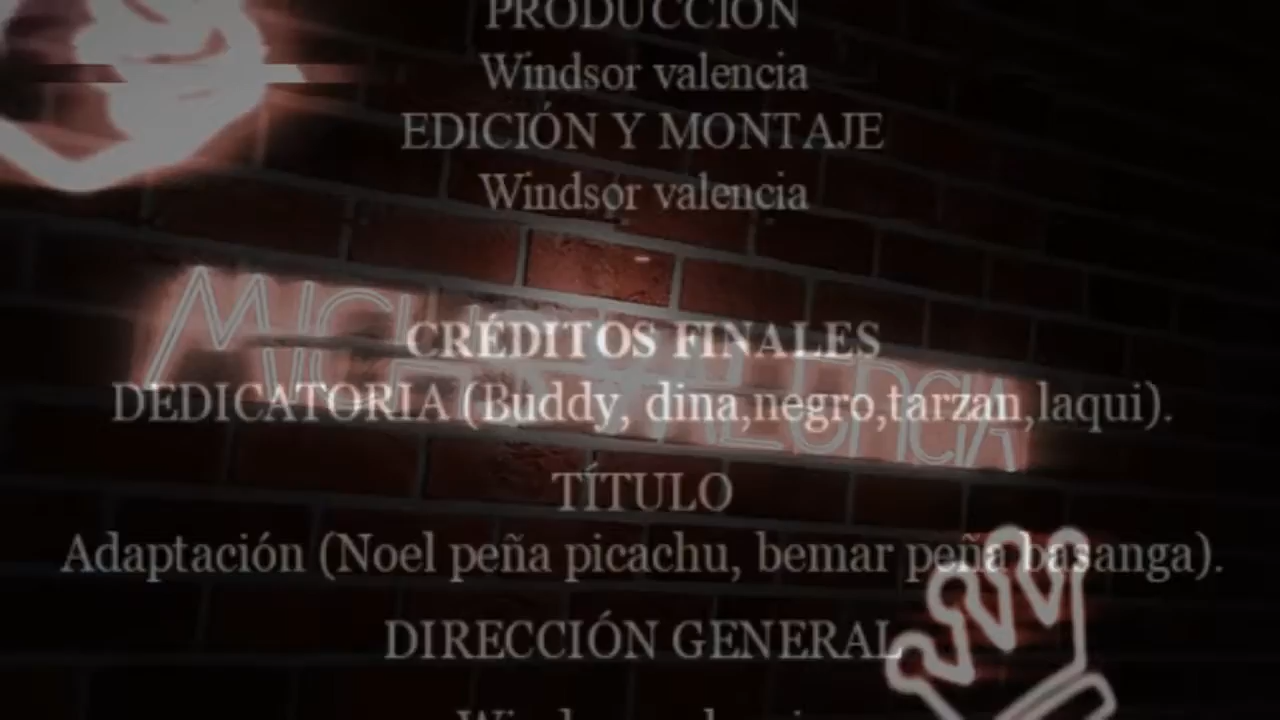 PRODUCCIÓN
Windsor valencia
EDICIÓN Y MONTAJE
Windsor valencia
CRÉDITOS FINALES
DEDICATORIA (Buddy, dina,negro,tarzan,laqui).
TÍTULO
Adaptación (Noel peña picachu, bemar peña basanga).
DIRECCIÓN GENERAL